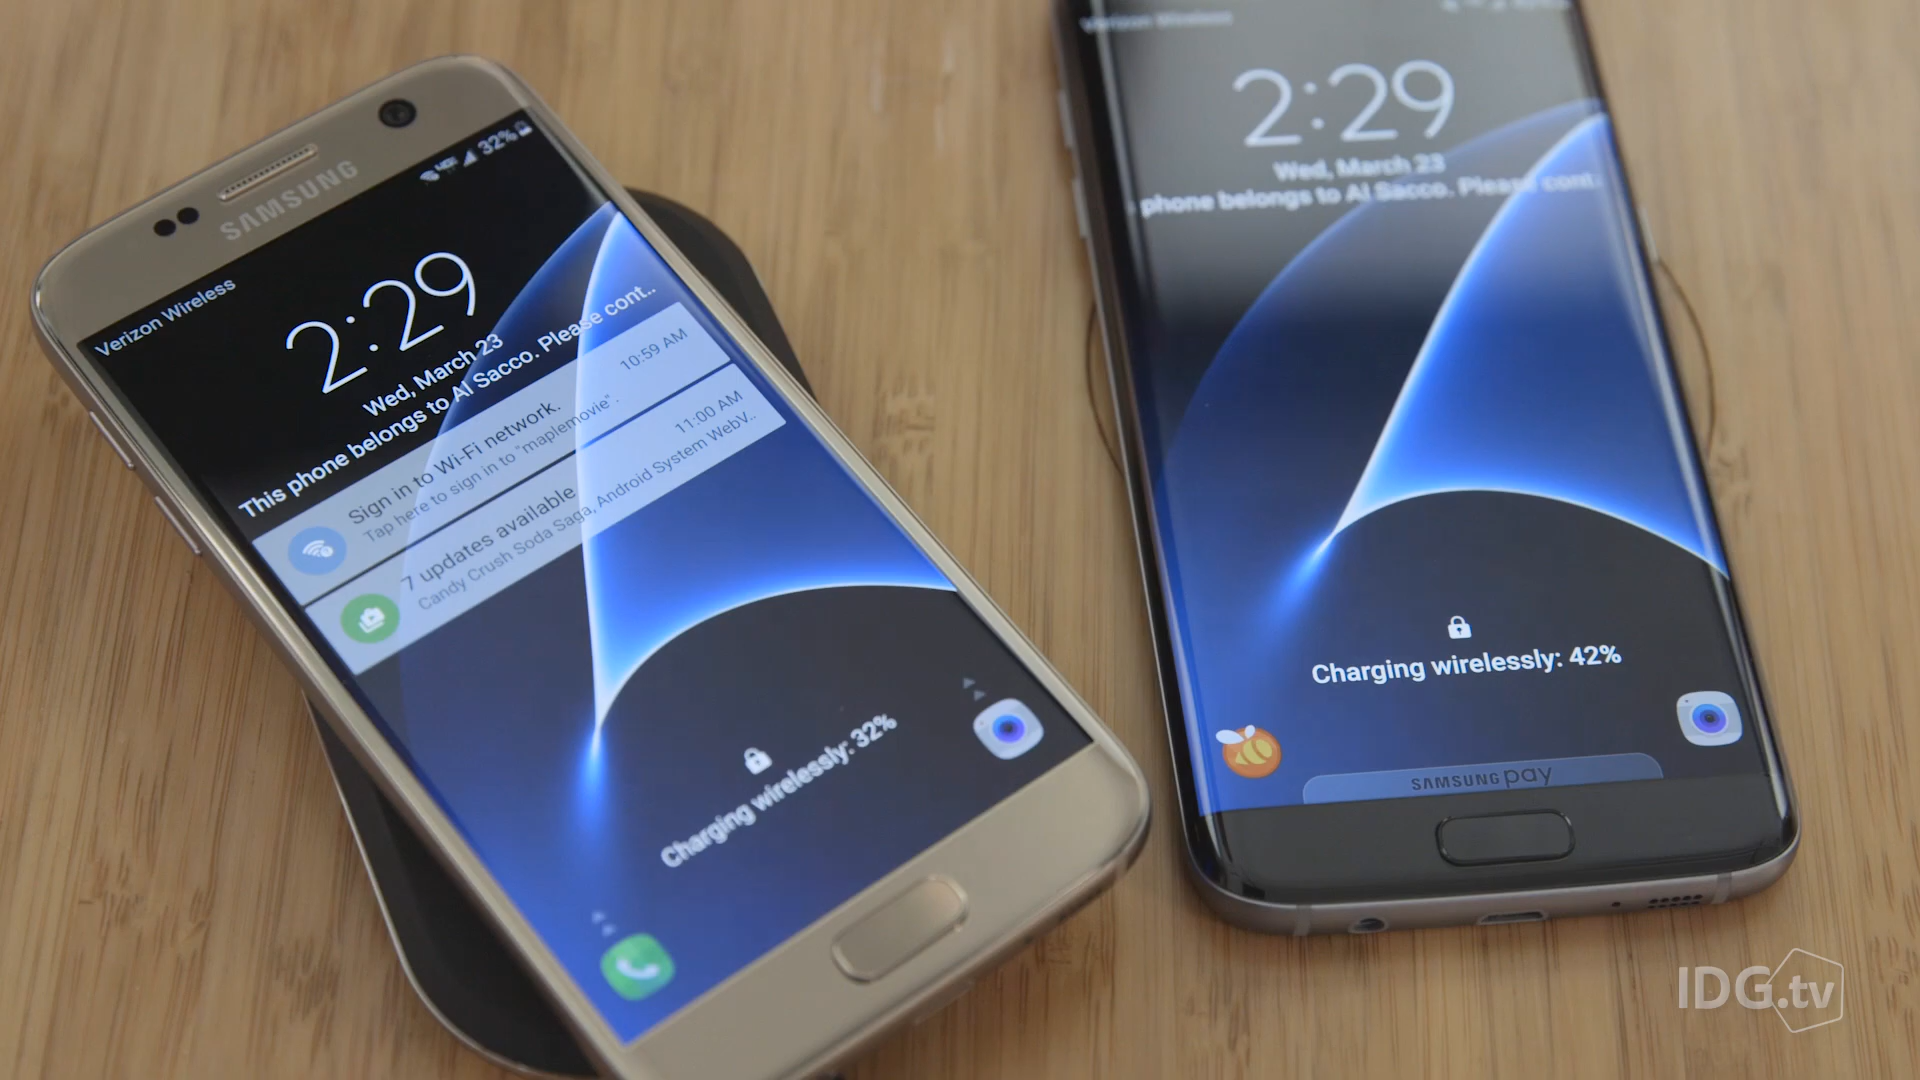 SAMSUNG
Verizon Wireless
32%
2:29
Wed, March 23
This phone belongs to Al Sacco. Please cont..
Sign in to Wi-Fi network.
10:59 AM
Tap here to sign in to "maplemovie".
7 updates available
11:00 AM
Candy Crush Soda Saga, Android System WebV..
Charging wirelessly: 32%
Verizon Wireless
2:29
Wed, March 23
phone belongs to Al Sacco. Please cont.
Charging wirelessly: 42%
SAMSUNG pay
IDG.tv